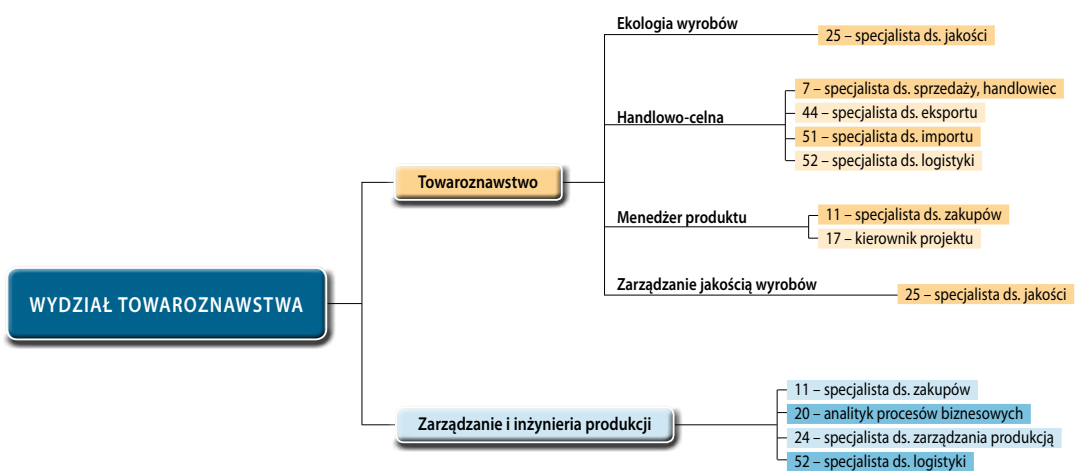 WYDZIAŁ TOWAROZNAWSTWA
Towaroznawstwo
Ekologia wyrobów
25 – specjalista ds. jakości
Handlowo-celna
7 – specjalista ds. sprzedaży, handlowiec
44 – specjalista ds. eksportu
51 – specjalista ds. importu
52 – specjalista ds. logistyki
Menedżer produktu
11 – specjalista ds. zakupów
17 – kierownik projektu
Zarządzanie jakością wyrobów
25 – specjalista ds. jakości
Zarządzanie i inżynieria produkcji
11 – specjalista ds. zakupów
20 – analityk procesów biznesowych
24 – specjalista ds. zarządzania produkcją
52 – specjalista ds. logistyki